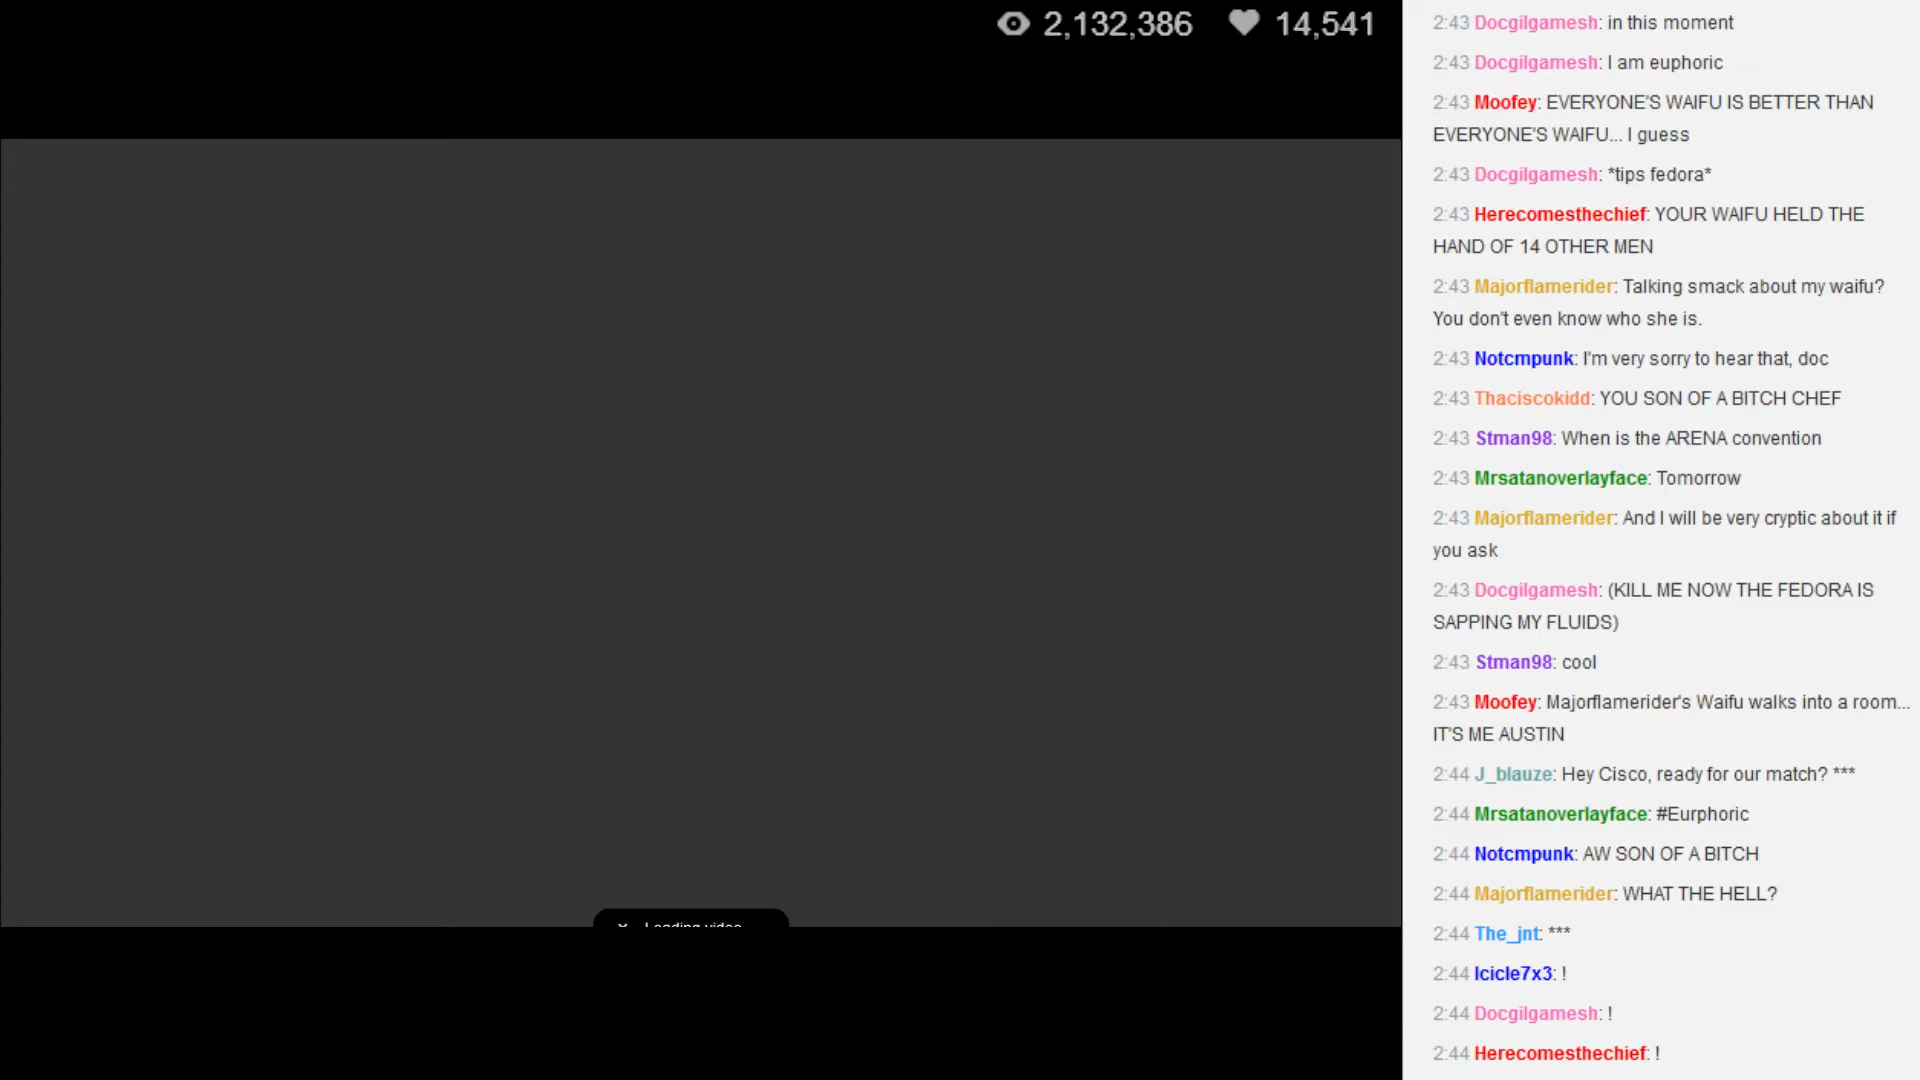 2,132,386 14,541
2:43 Docgilgamesh: in this moment
2:43 Docgilgamesh: I am euphoric
2:43 Moofey: EVERYONE'S WAIFU IS BETTER THAN
EVERYONE'S WAIFU... I guess
2:43 Docgilgamesh: *tips fedora*
2:43 Herecomesthechief: YOUR WAIFU HELD THE
HAND OF 14 OTHER MEN
2:43 Majorflamerider: Talking smack about my waifu?
You don't even know who she is.
2:43 Notcmpunk: I'm very sorry to hear that, doc
2:43 Thaciscokidd: YOU SON OF A BITCH CHEF
2:43 Stman98: When is the ARENA convention
2:43 Mrsatanoverlayface: Tomorrow
2:43 Majorflamerider: And I will be very cryptic about it if
you ask
2:43 Docgilgamesh: (KILL ME NOW THE FEDORA IS
SAPPING MY FLUIDS)
2:43 Stman98: cool
2:43 Moofey: Majorflamerider's Waifu walks into a room...
IT'S ME AUSTIN
2:44 J_blauze: Hey Cisco, ready for our match? ***
2:44 Mrsatanoverlayface: #Eurphoric
2:44 Notcmpunk: AW SON OF A BITCH
2:44 Majorflamerider: WHAT THE HELL?
2:44 The_jnt: ***
2:44 Icicle7x3: !
2:44 Docgilgamesh: !
2:44 Herecomesthechief: !
Loading video